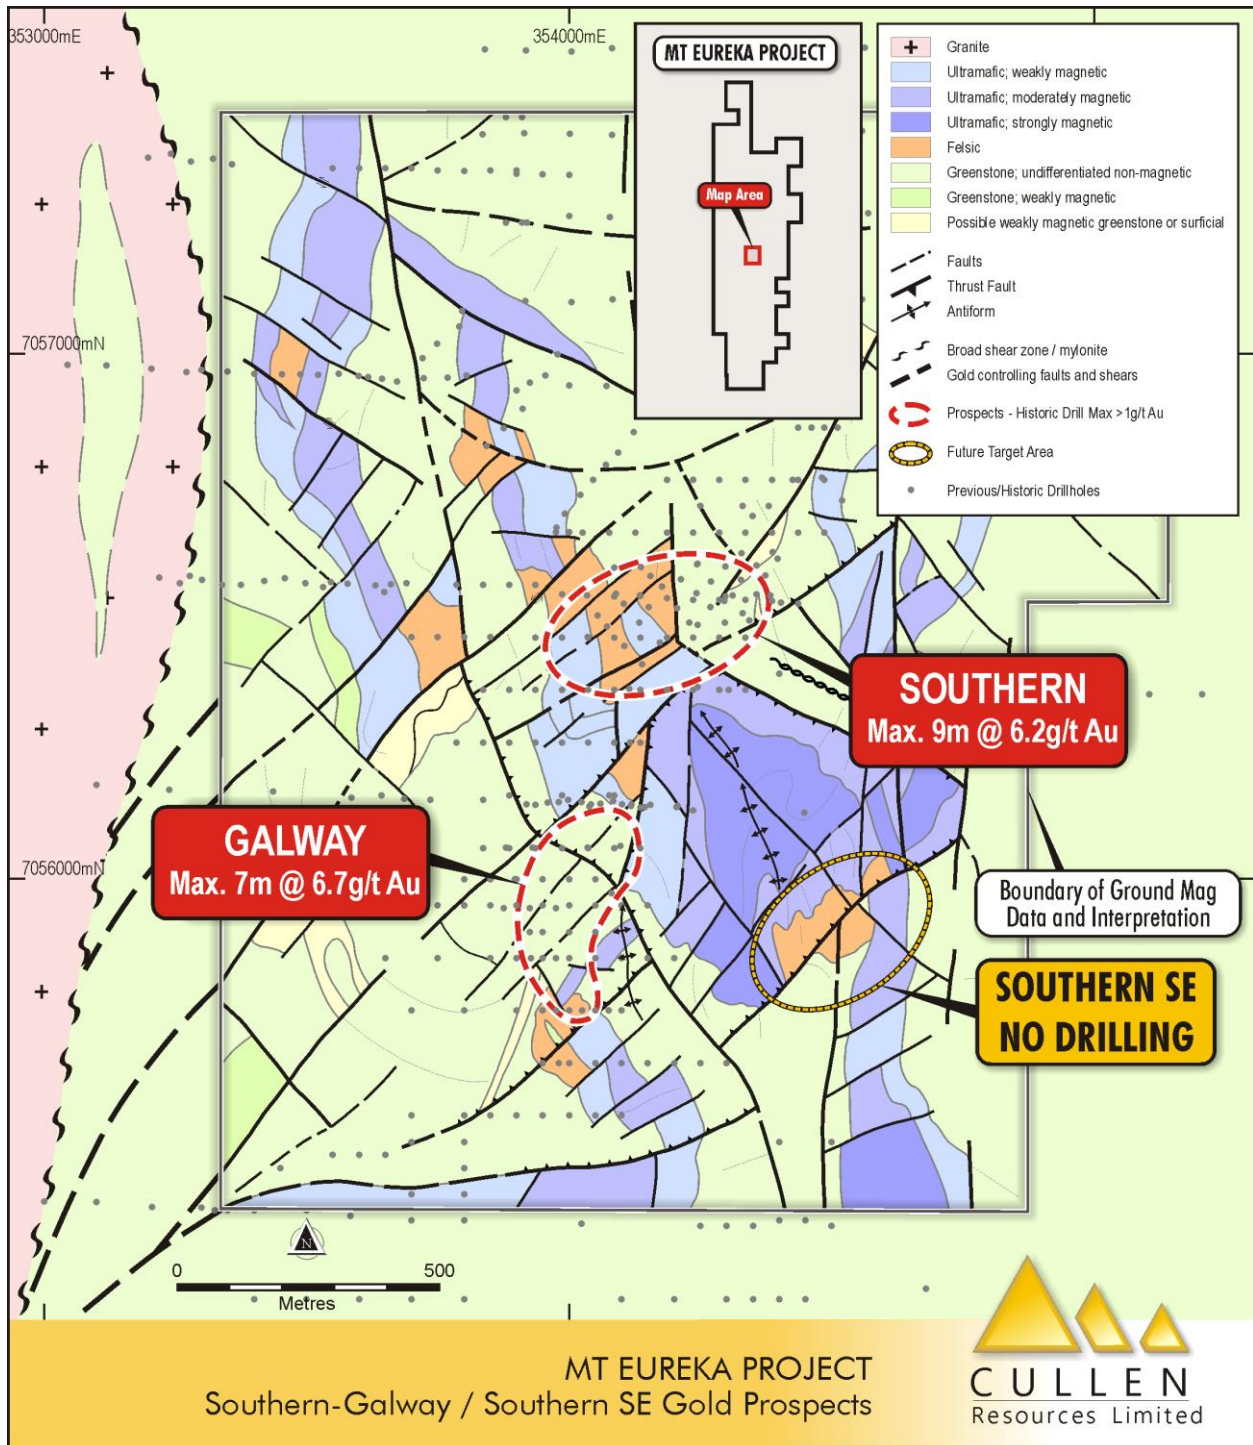 353000mE
354000mE
MT EUREKA PROJECT
Map Area
Granite
Ultramafic; weakly magnetic
Ultramafic; moderately magnetic
Ultramafic; strongly magnetic
Felsic
Greenstone; undifferentiated non-magnetic
Greenstone; weakly magnetic
Possible weakly magnetic greenstone or surficial
Faults
Thrust Fault
Antiform
Broad shear zone / mylonite
Gold controlling faults and shears
Prospects - Historic Drill Max >1g/t Au
Future Target Area
Previous/Historic Drillholes
7057000mN
SOUTHERN
Max. 9m @ 6.2g/t Au
GALWAY
Max. 7m @ 6.7g/t Au
7056000mN
Boundary of Ground Mag
Data and Interpretation
SOUTHERN SE
NO DRILLING
N
0 500
Metres
MT EUREKA PROJECT
Southern-Galway / Southern SE Gold Prospects
CULLEN
Resources Limited